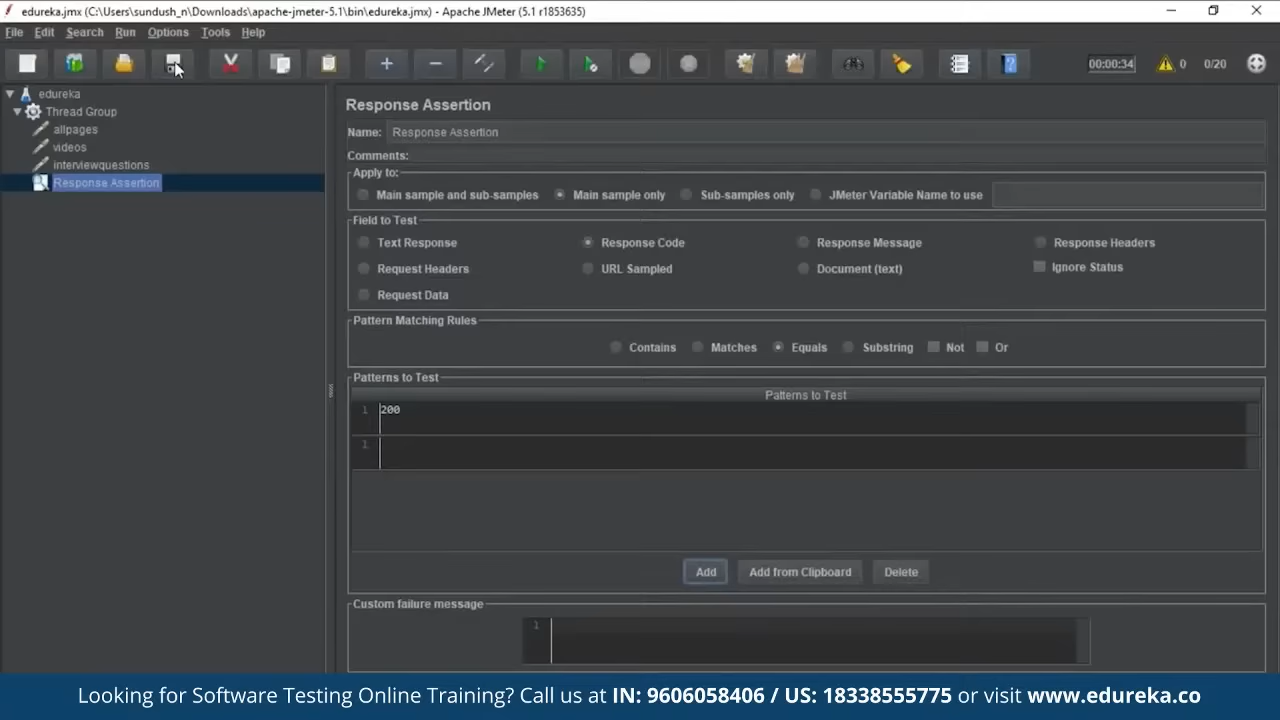 edureka.jmx (C:\Users\sundush_n\Downloads\apache-jmeter-5.1\bin\edureka.jmx) - Apache JMeter (5.1 r1853635)
File Edit Search Run Options Tools Help
00:00:34 0 0/20
edureka
Thread Group
allpages
videos
interviewquestions
Response Assertion
Response Assertion
Name: Response Assertion
Comments:
Apply to:
Main sample and sub-samples Main sample only Sub-samples only JMeter Variable Name to use
Field to Test
Text Response Response Code Response Message Response Headers
Request Headers URL Sampled Document (text) Ignore Status
Request Data
Pattern Matching Rules
Contains Matches Equals Substring Not Or
Patterns to Test
Patterns to Test
1 200
1
Add Add from Clipboard Delete
Custom failure message
1
Looking for Software Testing Online Training? Call us at IN: 9606058406 / US: 18338555775 or visit www.edureka.co